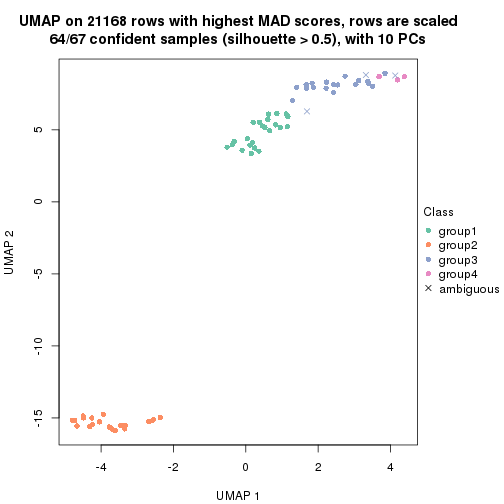 UMAP on 21168 rows with highest MAD scores, rows are scaled
64/67 confident samples (silhouette > 0.5), with 10 PCs
5
0
-5
-10
-15
UMAP 2
-4
-2
0
2
4
UMAP 1
Class
group1
group2
group3
group4
ambiguous